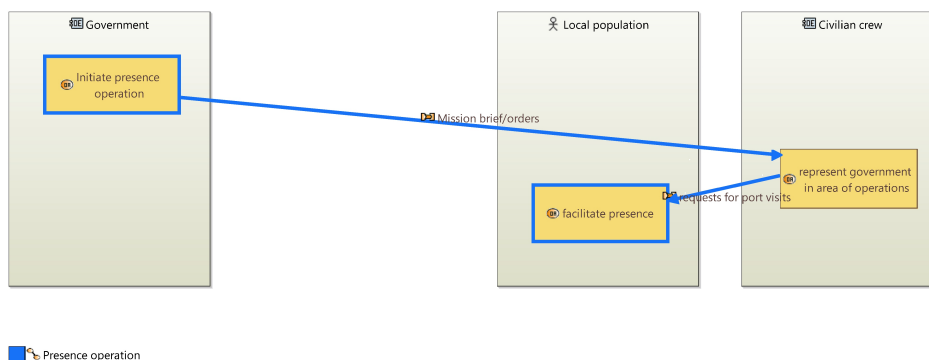 Government
Local population
Civilian crew
Initiate presence
operation
Mission brief/orders
represent government
in area of operations
requests for port visits
facilitate presence
Presence operation